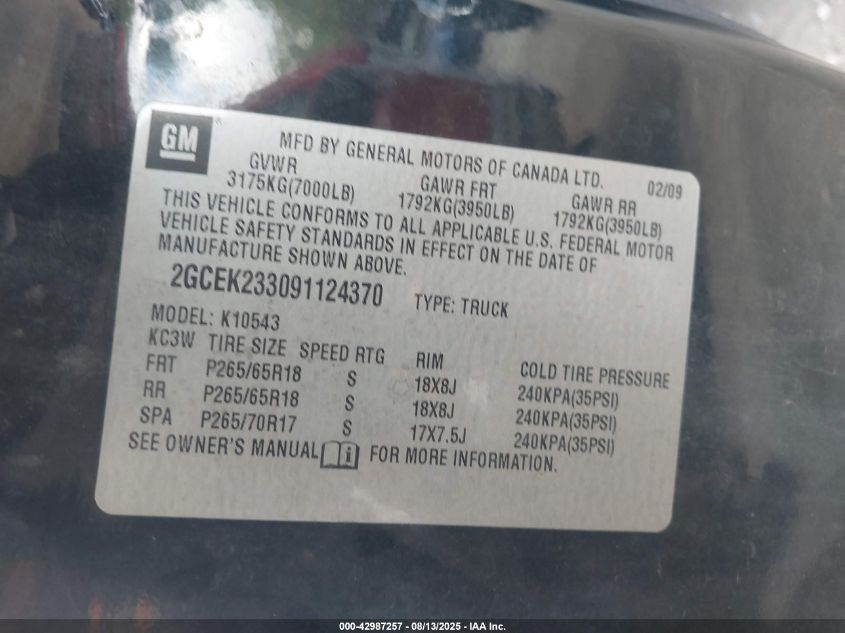 GM
MFD BY GENERAL MOTORS OF CANADA LTD. 02/09
GVWR GAWR FRT GAWR RR
3175KG(7000LB) 1792KG(3950LB) 1792KG(3950LB)
THIS VEHICLE CONFORMS TO ALL APPLICABLE U.S. FEDERAL MOTOR
VEHICLE SAFETY STANDARDS IN EFFECT ON THE DATE OF
MANUFACTURE SHOWN ABOVE.
2GCEK233091124370 TYPE: TRUCK
MODEL: K10543
KC3W TIRE SIZE SPEED RTG RIM COLD TIRE PRESSURE
FRT P265/65R18 S 18X8J 240KPA(35PSI)
RR P265/65R18 S 18X8J 240KPA(35PSI)
SPA P265/70R17 S 17X7.5J 240KPA(35PSI)
SEE OWNER'S MANUAL i FOR MORE INFORMATION.
000-42987257 - 08/13/2025 - IAA Inc.